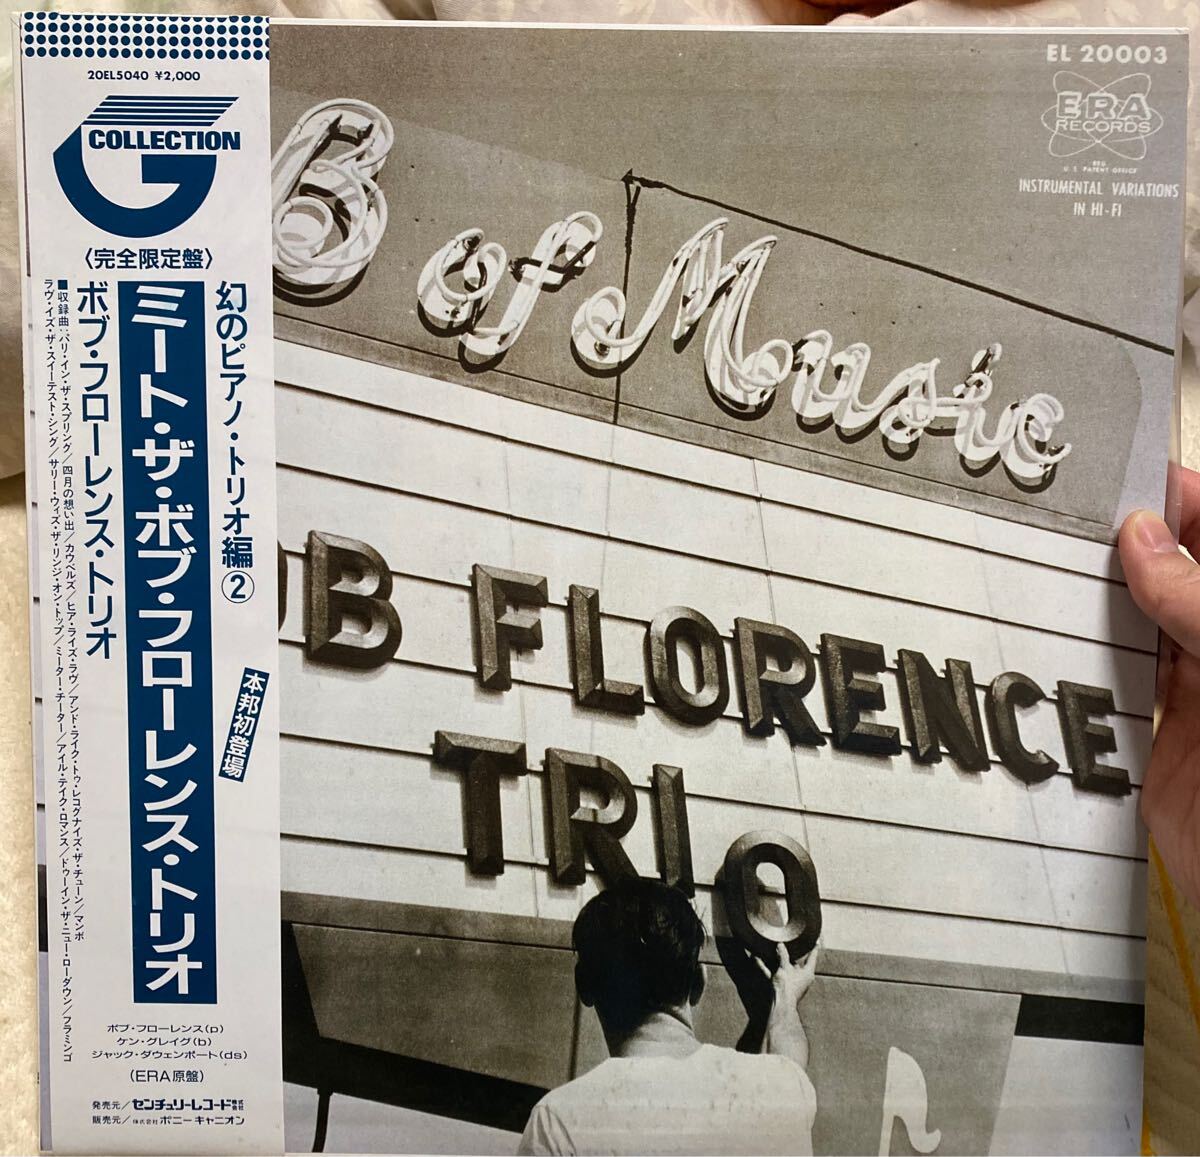 20EL5040 ¥2,000
G
COLLECTION
〈完全限定盤〉
幻のピアノ・トリオ編②
本邦初登場
ミート・ザ・ボブ・フローレンス・トリオ
ボブ・フローレンス・トリオ
■収録曲:パリ・イン・ザ・スプリング/四月の想い出/カウベルズ/ヒア・ライズ・ラヴ/アンド・ライク・トゥ・レコグナイズ・ザ・チューン/マンボ
ラヴ・イズ・ザ・スイーテスト・シング/サリー・ウィズ・ザ・リンジ・オン・トップ/ミーター・チーター/アイル・テイク・ロマンス/ドゥーイン・ザ・ニュー・ローダウン/フラミンゴ
ボブ・フローレンス(p)
ケン・グレイグ(b)
ジャック・ダウェンポート(ds)
(ERA原盤)
発売元/センチュリーレコード株式会社
販売元/株式会社ポニーキャニオン
EL 20003
ERA
RECORDS
REG
U.S. PATENT OFFICE
INSTRUMENTAL VARIATIONS
IN HI-FI
B of Music
OB FLORENCE
TRIO